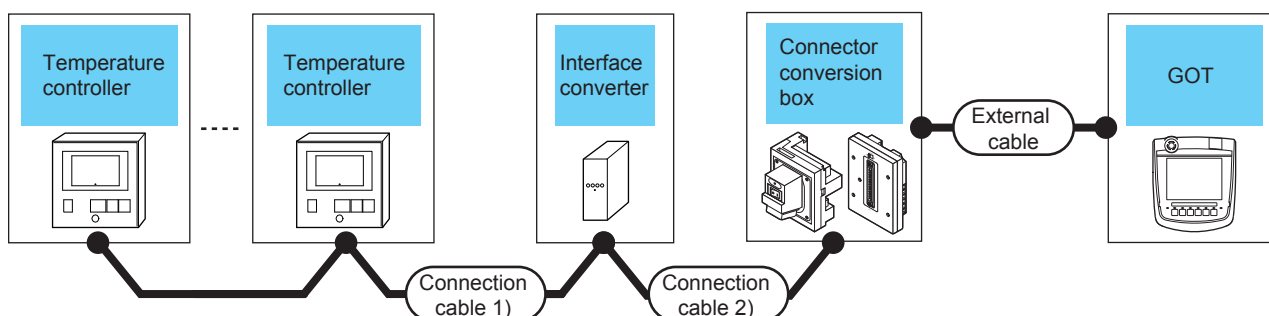 Temperature
controller
Temperature
controller
Interface
converter
Connector
conversion
box
GOT
External
cable
Connection
cable 1)
Connection
cable 2)